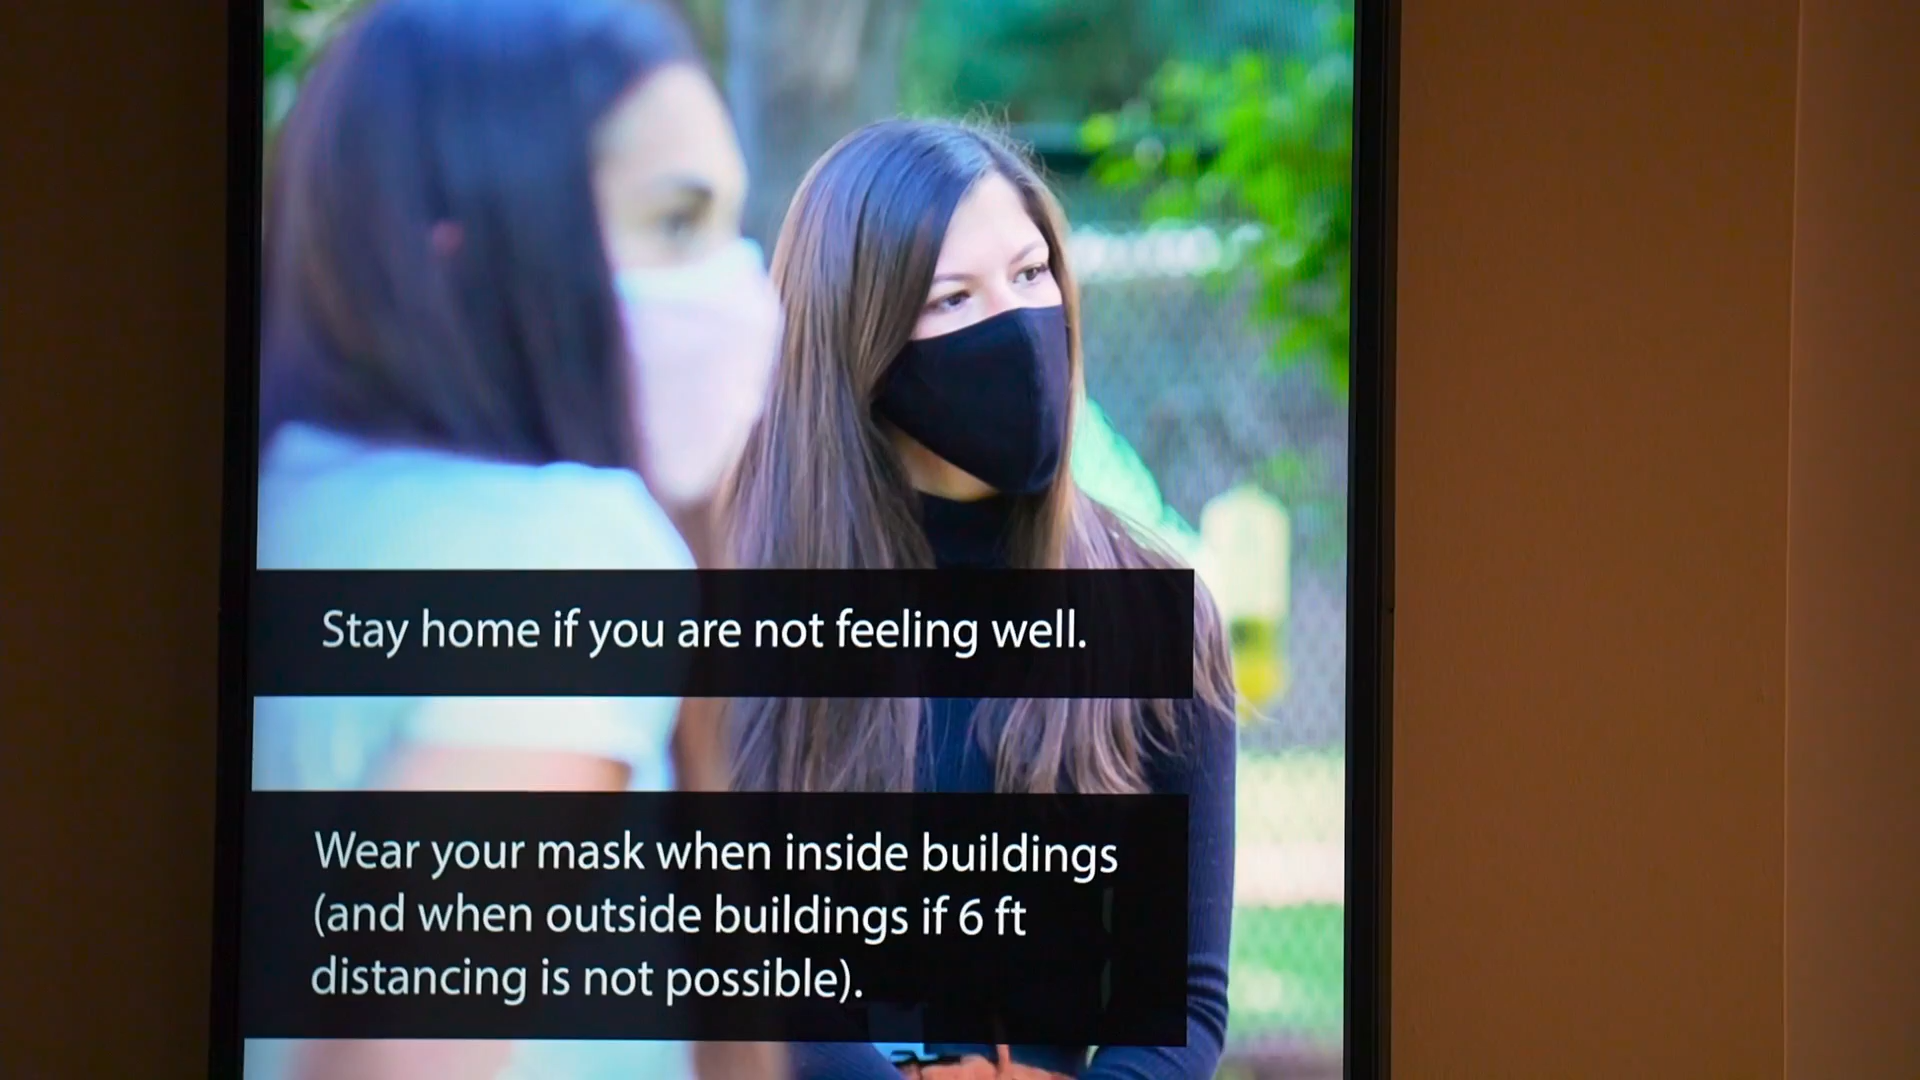 Stay home if you are not feeling well.
Wear your mask when inside buildings
(and when outside buildings if 6 ft
distancing is not possible).